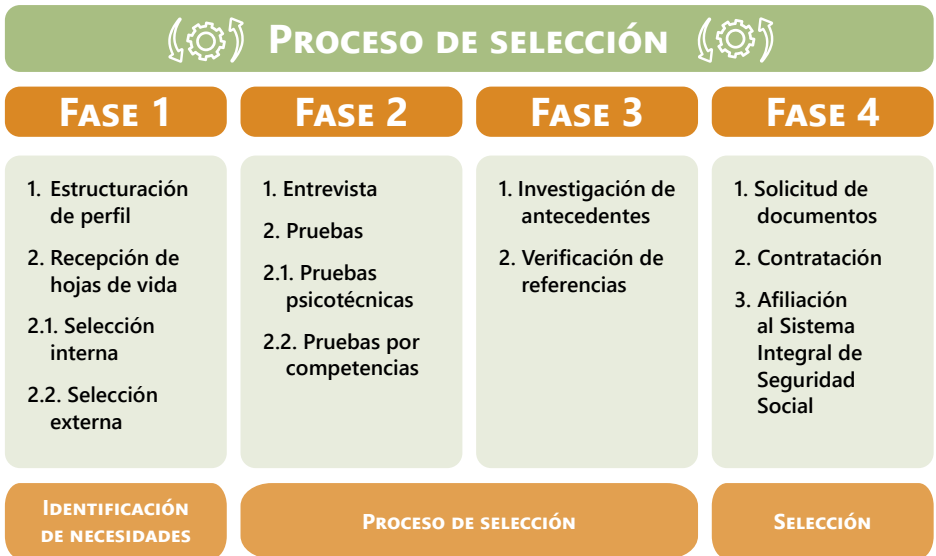 Proceso de selección
Fase 1
Fase 2
Fase 3
Fase 4
1. Estructuración
de perfil
2. Recepción de
hojas de vida
2.1. Selección
interna
2.2. Selección
externa
1. Entrevista
2. Pruebas
2.1. Pruebas
psicotécnicas
2.2. Pruebas por
competencias
1. Investigación de
antecedentes
2. Verificación de
referencias
1. Solicitud de
documentos
2. Contratación
3. Afiliación
al Sistema
Integral de
Seguridad
Social
Identificación
de necesidades
Proceso de selección
Selección